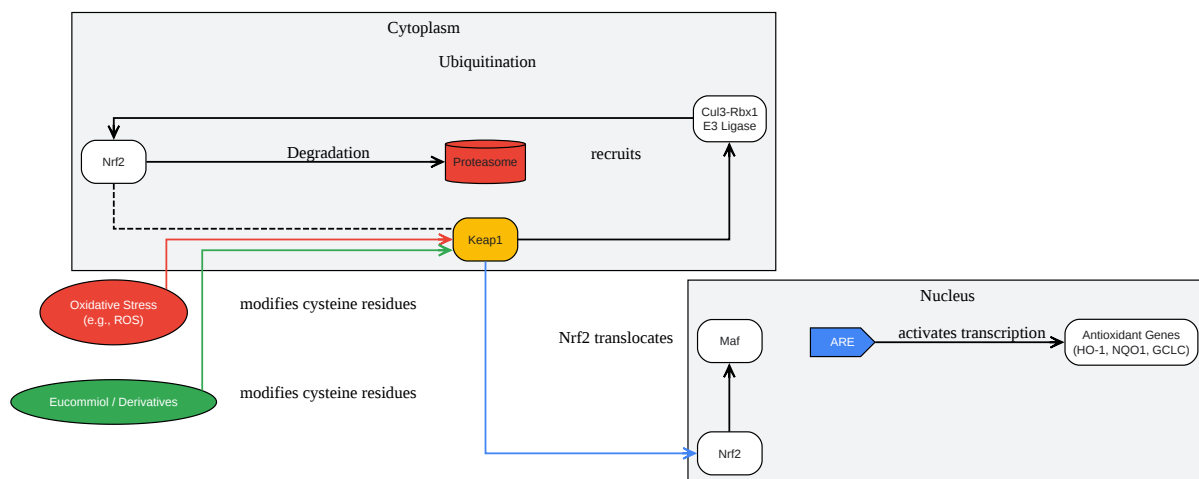 Cytoplasm
Ubiquitination
Cul3-Rbx1
E3 Ligase
Nrf2
Degradation
Proteasome
recruits
Keap1
Oxidative Stress
(e.g., ROS)
modifies cysteine residues
Nucleus
Nrf2 translocates
Maf
ARE
activates transcription
Antioxidant Genes
(HO-1, NQO1, GCLC)
Eucommiol / Derivatives
modifies cysteine residues
Nrf2